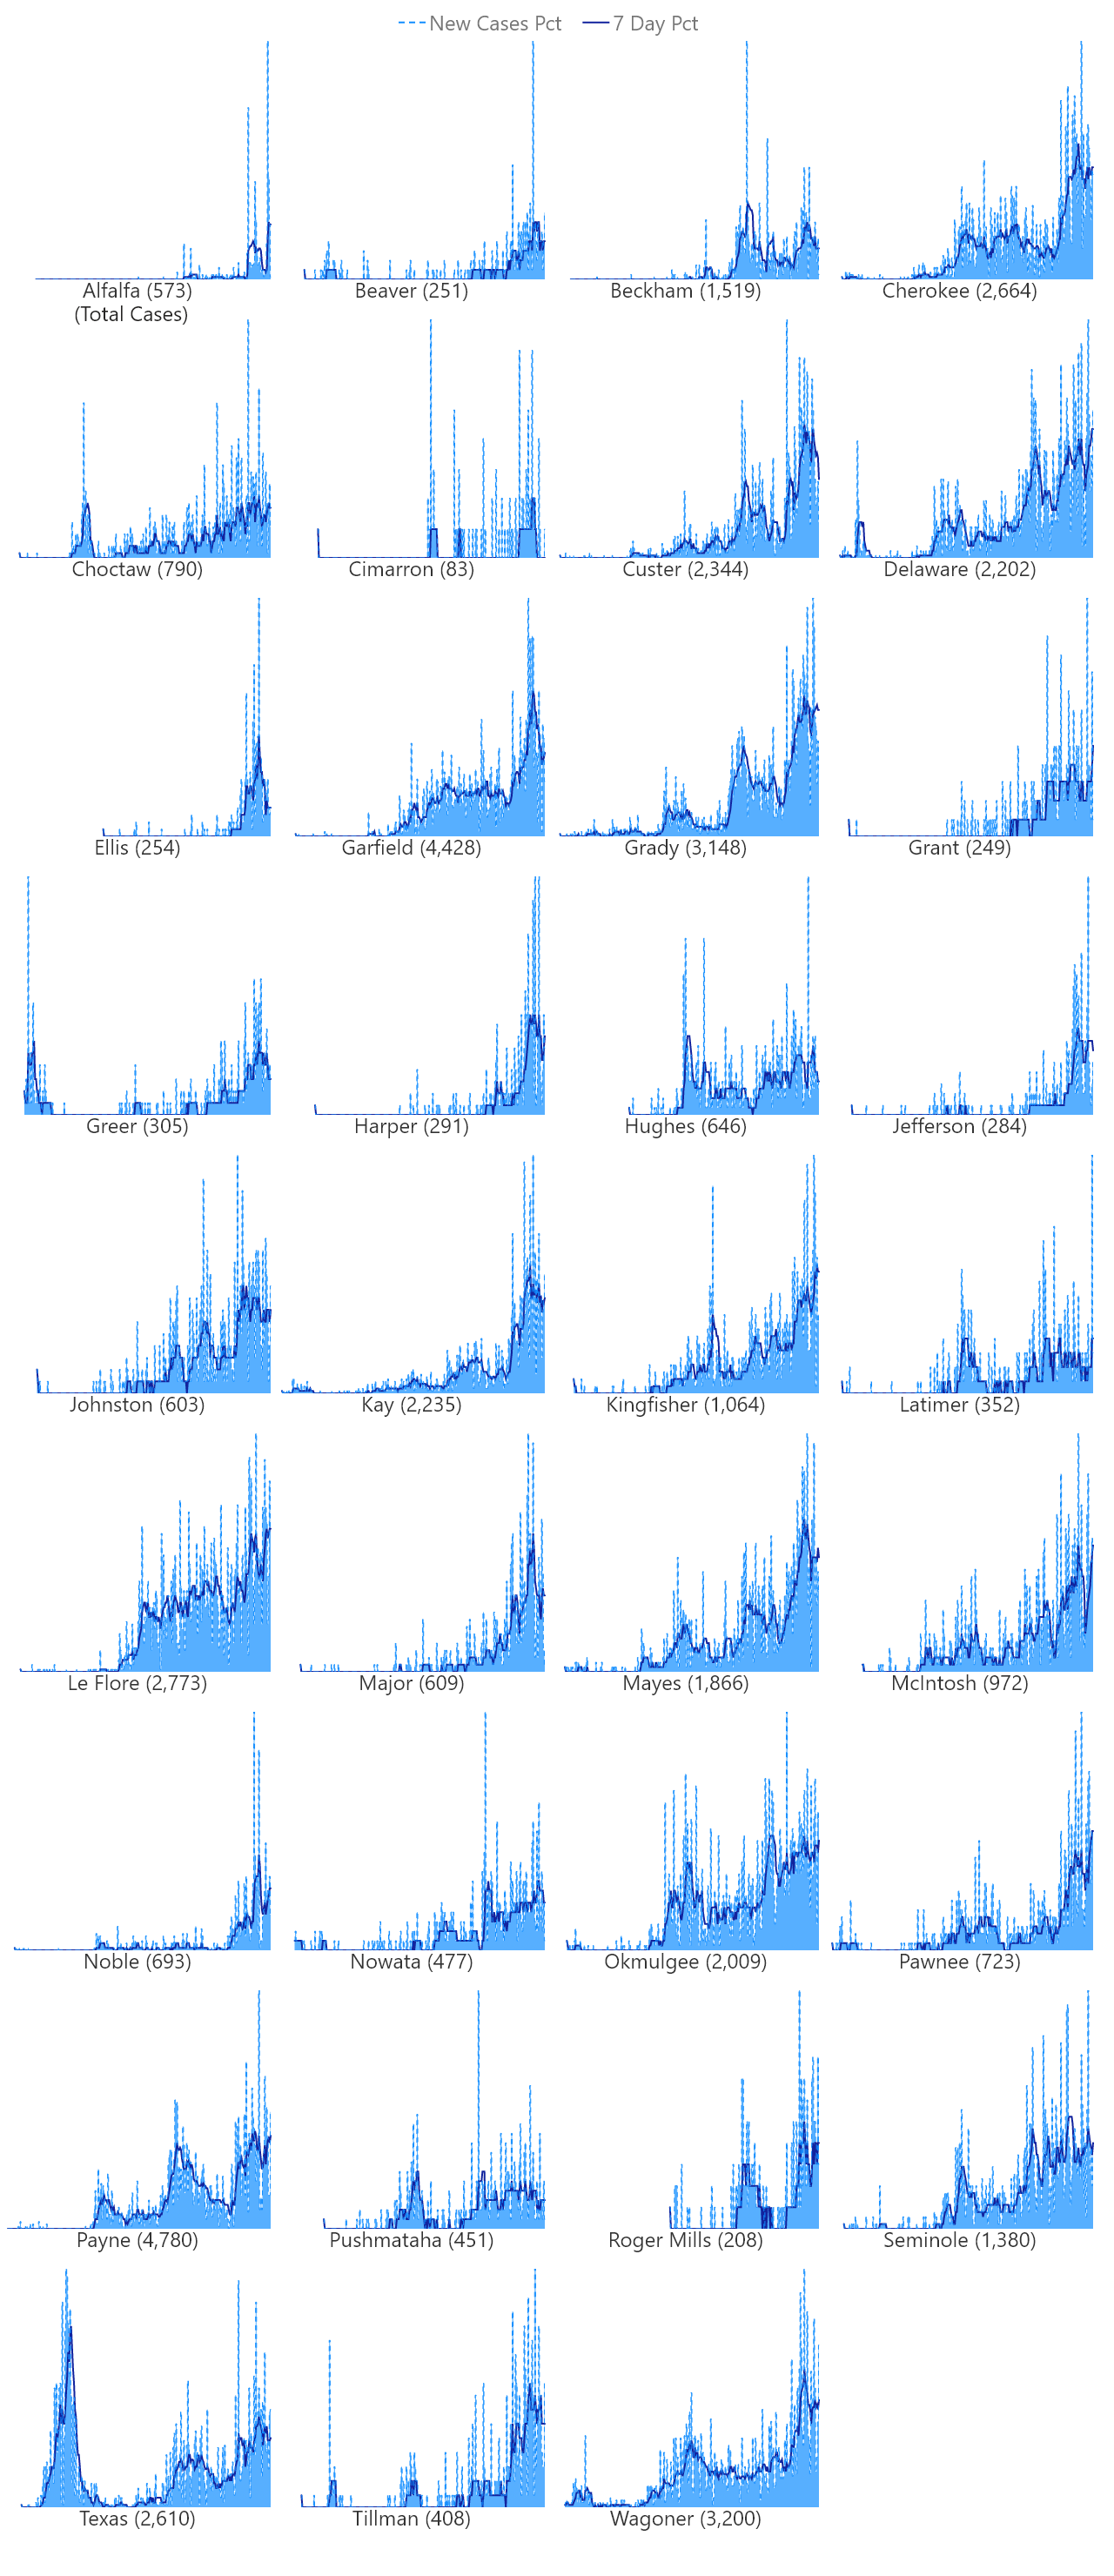 New Cases Pct 7 Day Pct
Alfalfa (573) Beaver (251) Beckham (1,519) Cherokee (2,664)
(Total Cases)
Choctaw (790) Cimarron (83) Custer (2,344) Delaware (2,202)
Ellis (254) Garfield (4,428) Grady (3,148) Grant (249)
Greer (305) Harper (291) Hughes (646) Jefferson (284)
Johnston (603) Kay (2,235) Kingfisher (1,064) Latimer (352)
Le Flore (2,773) Major (609) Mayes (1,866) McIntosh (972)
Noble (693) Nowata (477) Okmulgee (2,009) Pawnee (723)
Payne (4,780) Pushmataha (451) Roger Mills (208) Seminole (1,380)
Texas (2,610) Tillman (408) Wagoner (3,200)